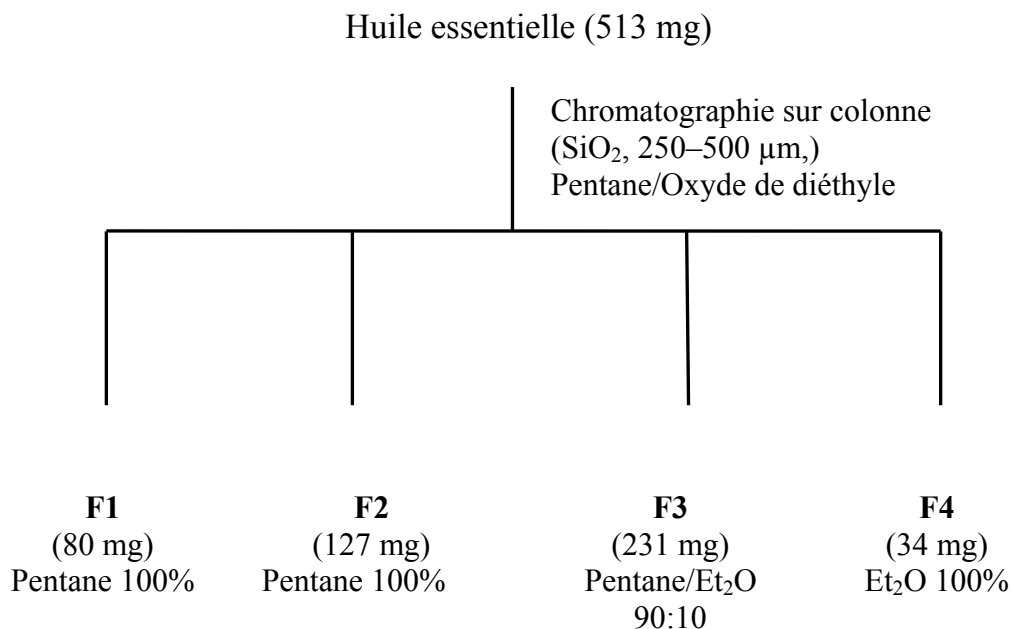 Huile essentielle (513 mg)
Chromatographie sur colonne
(SiO₂, 250–500 µm,)
Pentane/Oxyde de diéthyle
F1
(80 mg)
Pentane 100%
F2
(127 mg)
Pentane 100%
F3
(231 mg)
Pentane/Et₂O
90:10
F4
(34 mg)
Et₂O 100%